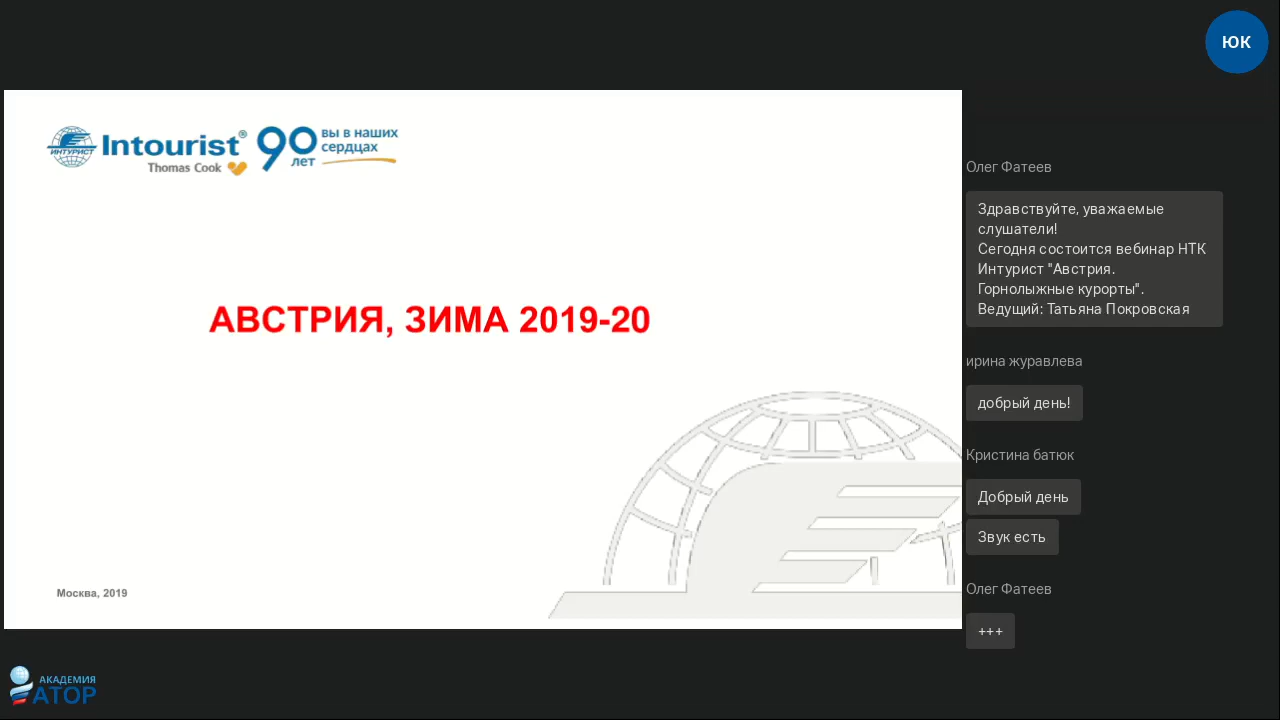 ЮК
ИНТУРИСТ
Intourist®
Thomas Cook
90
лет
вы в наших
сердцах
АВСТРИЯ, ЗИМА 2019-20
Москва, 2019
Олег Фатеев
Здравствуйте, уважаемые
слушатели!
Сегодня состоится вебинар НТК
Интурист "Австрия.
Горнолыжные курорты".
Ведущий: Татьяна Покровская
ирина журавлева
добрый день!
Кристина батюк
Добрый день
Звук есть
Олег Фатеев
+++
АКАДЕМИЯ
АТОР